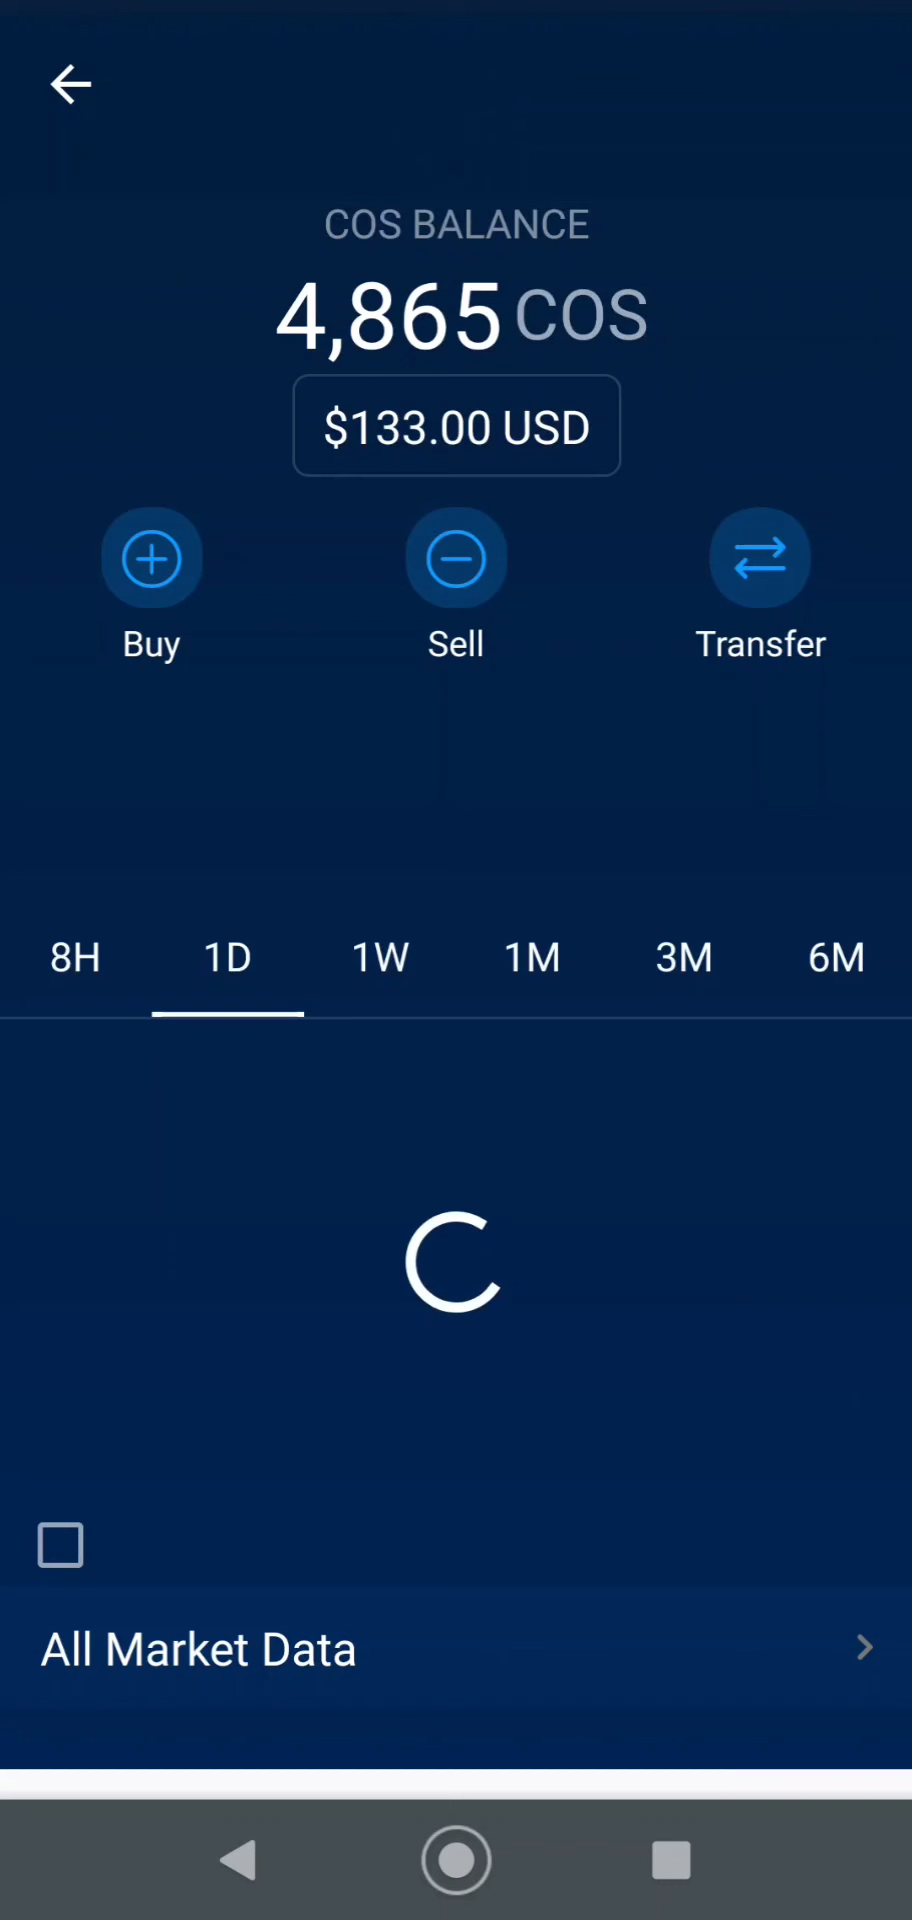 COS BALANCE
4,865 COS
$133.00 USD
Buy Sell Transfer
8H 1D 1W 1M 3M 6M
All Market Data